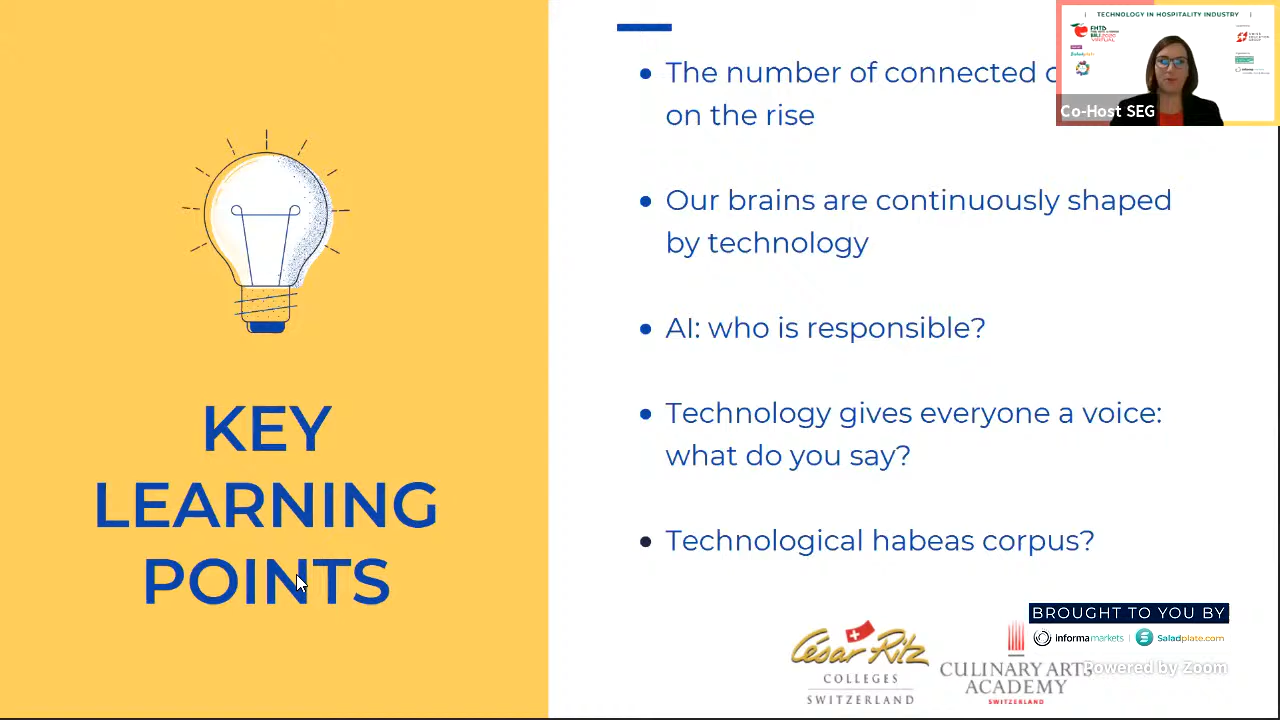 KEY
LEARNING
POINTS
The number of connected
on the rise
Our brains are continuously shaped
by technology
AI: who is responsible?
Technology gives everyone a voice:
what do you say?
Technological habeas corpus?
| TECHNOLOGY IN HOSPITALITY INDUSTRY |
Co-Host SEG
BROUGHT TO YOU BY
informamarkets | Saladplate.com
Powered by Zoom
César Ritz
COLLEGES
SWITZERLAND
CULINARY ARTS
ACADEMY
SWITZERLAND